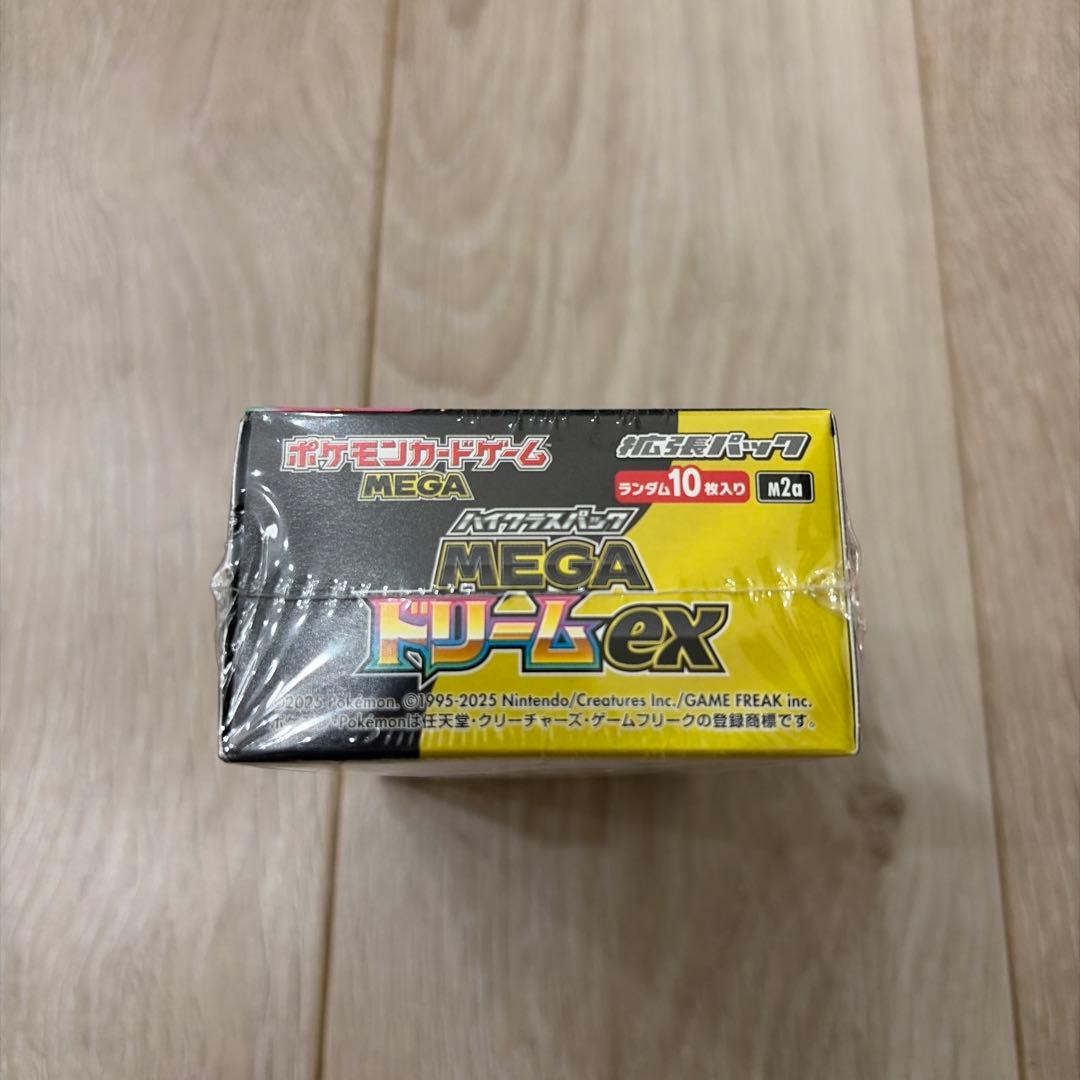 ポケモンカードゲーム
MEGA
拡張パック
ランダム10枚入り M2a
ハイクラスパック
MEGA
ドリームex
©2025 Pokémon. ©1995-2025 Nintendo/Creatures Inc./GAME FREAK inc.
ポケモン・Pokémonは任天堂・クリーチャーズ・ゲームフリークの登録商標です。